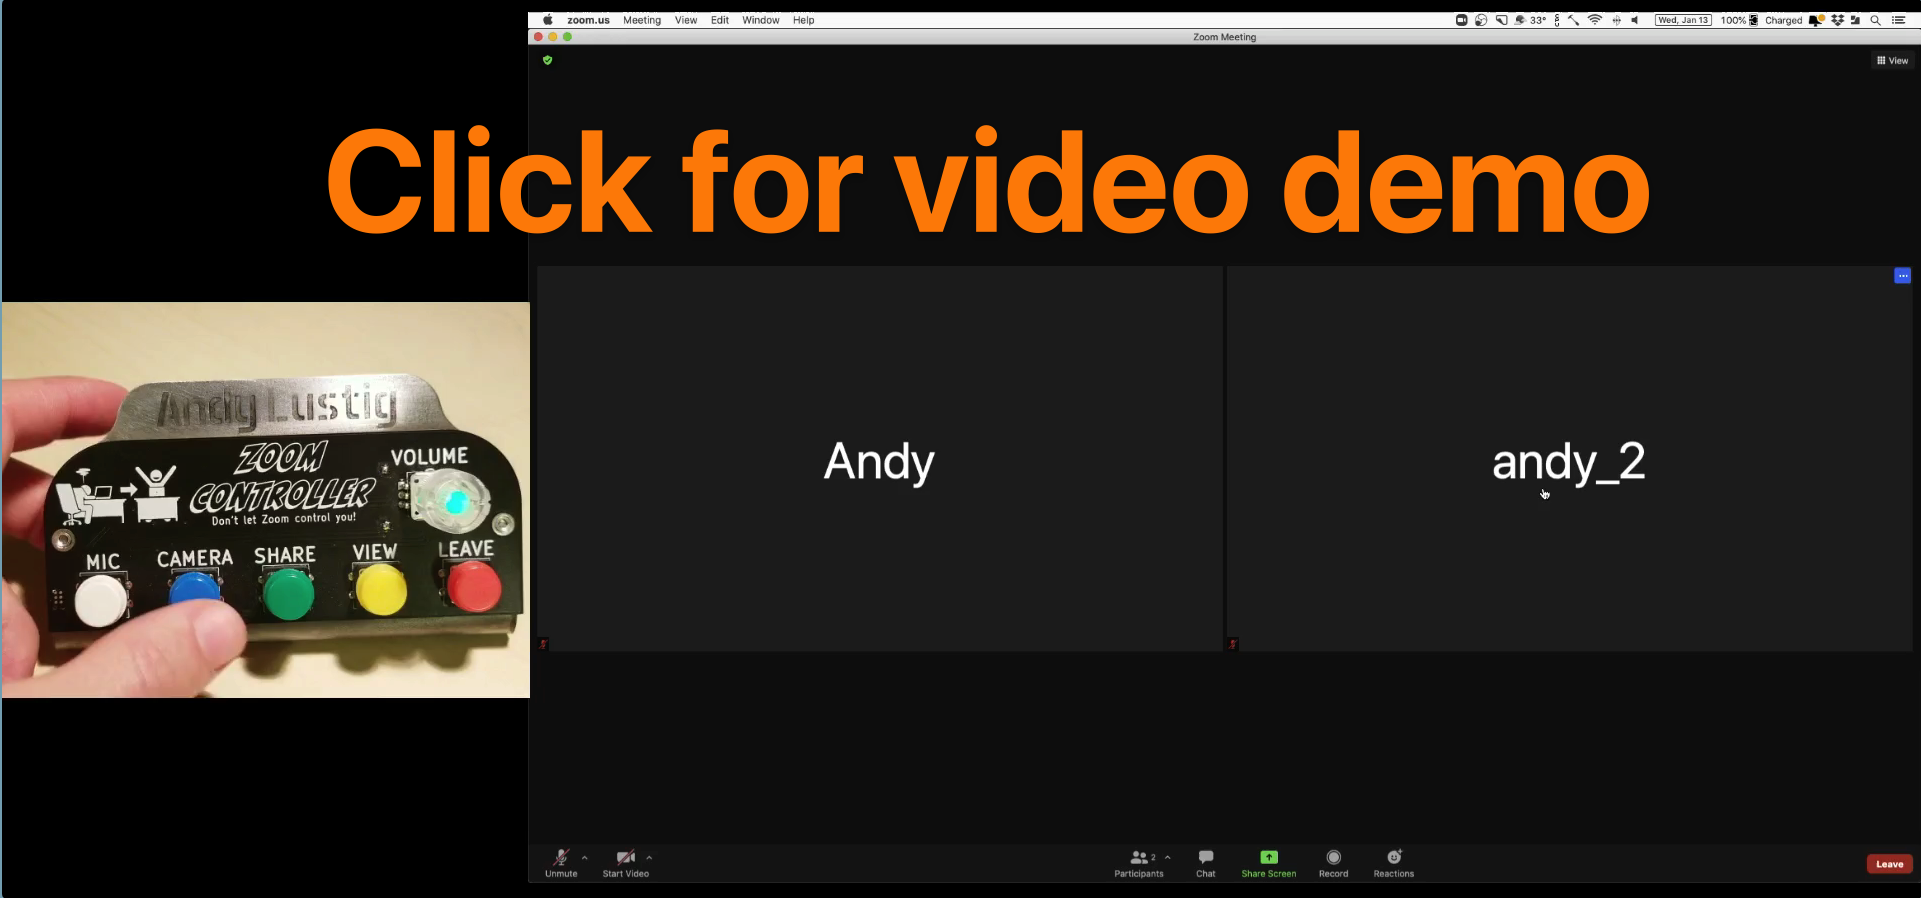 zoom.us Meeting View Edit Window Help
33° Wed, Jan 13 100% Charged
Zoom Meeting
View
Click for video demo
Andy Lustig
ZOOM
CONTROLLER
Don't let Zoom control you!
VOLUME
MIC CAMERA SHARE VIEW LEAVE
Andy
andy_2
Unmute Start Video Participants 2 Chat Share Screen Record Reactions Leave